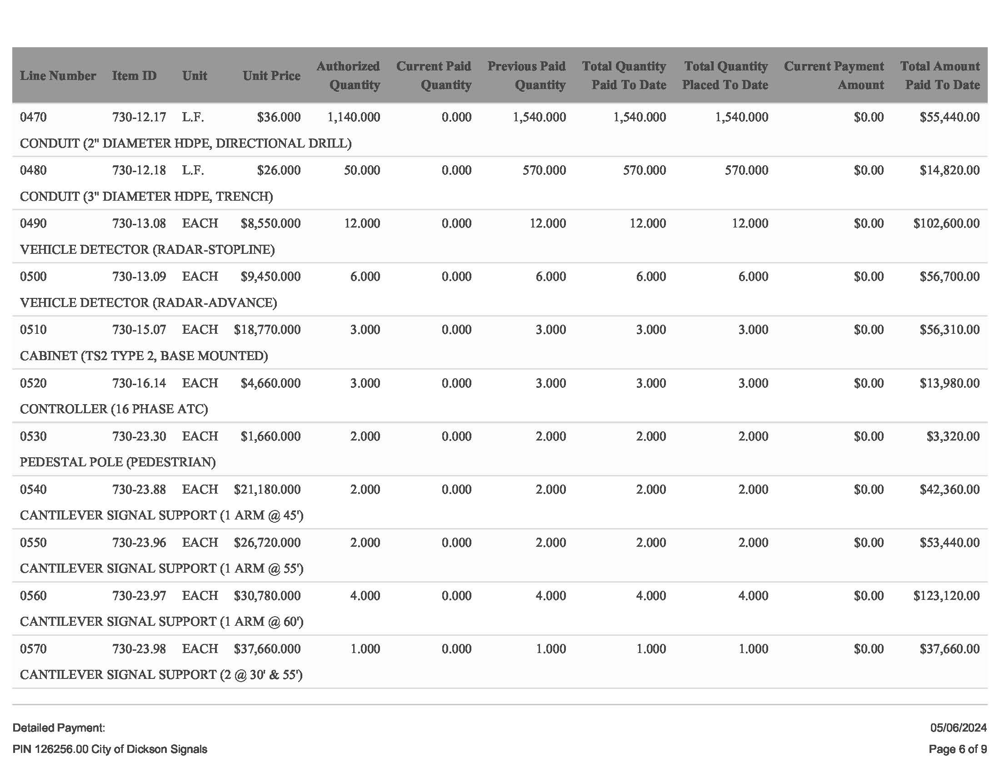 Line Number Item ID Unit Unit Price Authorized Quantity Current Paid Quantity Previous Paid Quantity Total Quantity Paid To Date Total Quantity Placed To Date Current Payment Amount Total Amount Paid To Date
0470 730-12.17 L.F. $36.000 1,140.000 0.000 1,540.000 1,540.000 1,540.000 $0.00 $55,440.00
CONDUIT (2" DIAMETER HDPE, DIRECTIONAL DRILL)
0480 730-12.18 L.F. $26.000 50.000 0.000 570.000 570.000 570.000 $0.00 $14,820.00
CONDUIT (3" DIAMETER HDPE, TRENCH)
0490 730-13.08 EACH $8,550.000 12.000 0.000 12.000 12.000 12.000 $0.00 $102,600.00
VEHICLE DETECTOR (RADAR-STOPLINE)
0500 730-13.09 EACH $9,450.000 6.000 0.000 6.000 6.000 6.000 $0.00 $56,700.00
VEHICLE DETECTOR (RADAR-ADVANCE)
0510 730-15.07 EACH $18,770.000 3.000 0.000 3.000 3.000 3.000 $0.00 $56,310.00
CABINET (TS2 TYPE 2, BASE MOUNTED)
0520 730-16.14 EACH $4,660.000 3.000 0.000 3.000 3.000 3.000 $0.00 $13,980.00
CONTROLLER (16 PHASE ATC)
0530 730-23.30 EACH $1,660.000 2.000 0.000 2.000 2.000 2.000 $0.00 $3,320.00
PEDESTAL POLE (PEDESTRIAN)
0540 730-23.88 EACH $21,180.000 2.000 0.000 2.000 2.000 2.000 $0.00 $42,360.00
CANTILEVER SIGNAL SUPPORT (1 ARM @ 45')
0550 730-23.96 EACH $26,720.000 2.000 0.000 2.000 2.000 2.000 $0.00 $53,440.00
CANTILEVER SIGNAL SUPPORT (1 ARM @ 55')
0560 730-23.97 EACH $30,780.000 4.000 0.000 4.000 4.000 4.000 $0.00 $123,120.00
CANTILEVER SIGNAL SUPPORT (1 ARM @ 60')
0570 730-23.98 EACH $37,660.000 1.000 0.000 1.000 1.000 1.000 $0.00 $37,660.00
CANTILEVER SIGNAL SUPPORT (2 @ 30' & 55')
Detailed Payment: 05/06/2024
PIN 126256.00 City of Dickson Signals Page 6 of 9